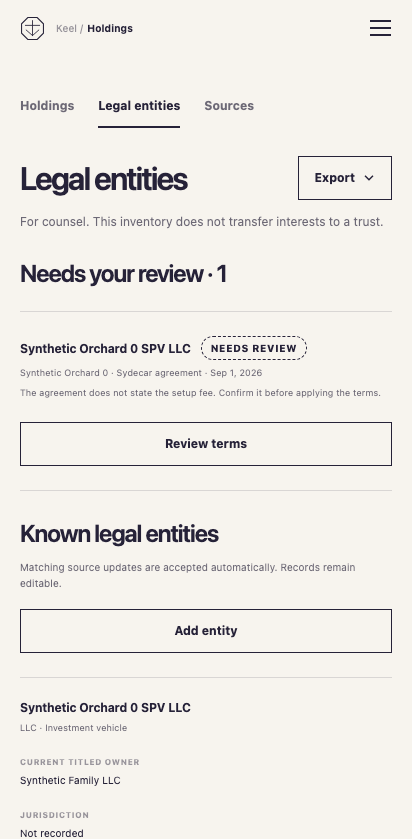 Keel / Holdings
Holdings Legal entities Sources
Legal entities
Export
For counsel. This inventory does not transfer interests to a trust.
Needs your review · 1
Synthetic Orchard 0 SPV LLC NEEDS REVIEW
Synthetic Orchard 0 · Sydecar agreement · Sep 1, 2026
The agreement does not state the setup fee. Confirm it before applying the terms.
Review terms
Known legal entities
Matching source updates are accepted automatically. Records remain
editable.
Add entity
Synthetic Orchard 0 SPV LLC
LLC · Investment vehicle
CURRENT TITLED OWNER
Synthetic Family LLC
JURISDICTION
Not recorded